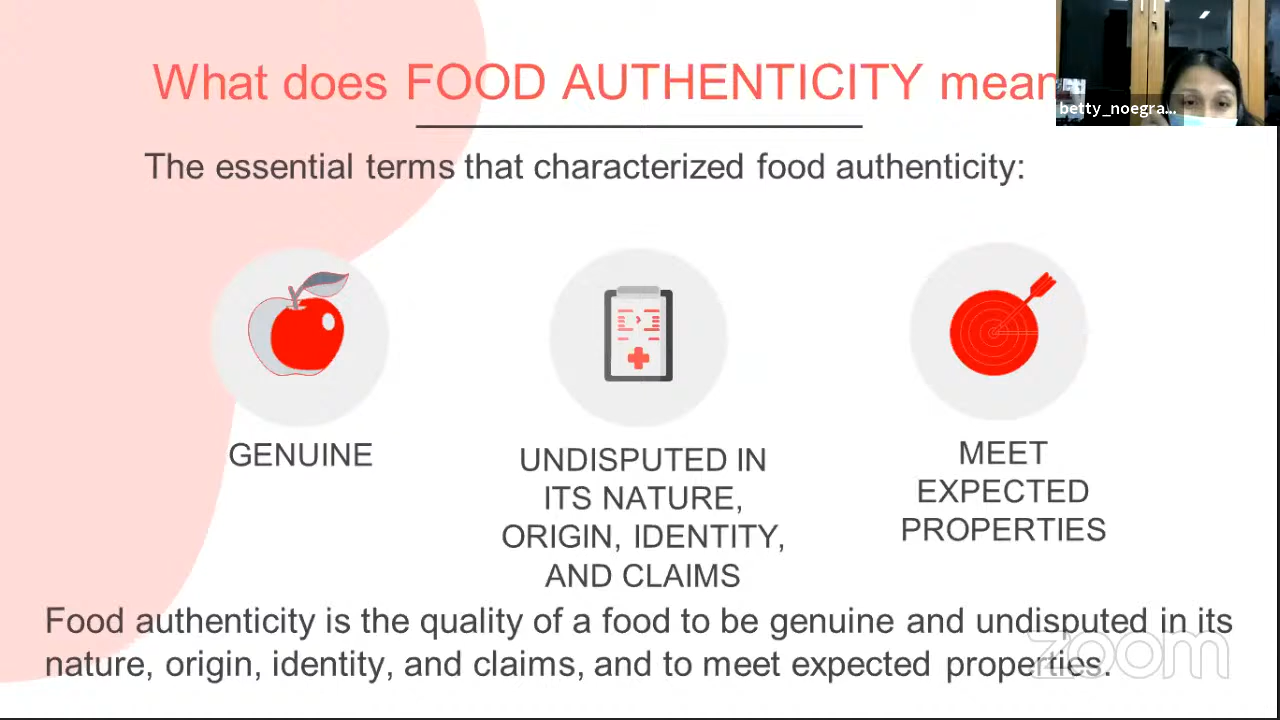 What does FOOD AUTHENTICITY mean
betty_noegra...
The essential terms that characterized food authenticity:
GENUINE
UNDISPUTED IN
ITS NATURE,
ORIGIN, IDENTITY,
AND CLAIMS
MEET
EXPECTED
PROPERTIES
Food authenticity is the quality of a food to be genuine and undisputed in its
nature, origin, identity, and claims, and to meet expected properties.
zoom